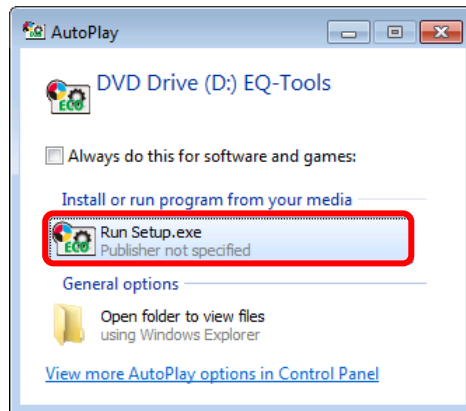 AutoPlay
DVD Drive (D:) EQ-Tools
Always do this for software and games:
Install or run program from your media
Run Setup.exe
Publisher not specified
General options
Open folder to view files
using Windows Explorer
View more AutoPlay options in Control Panel